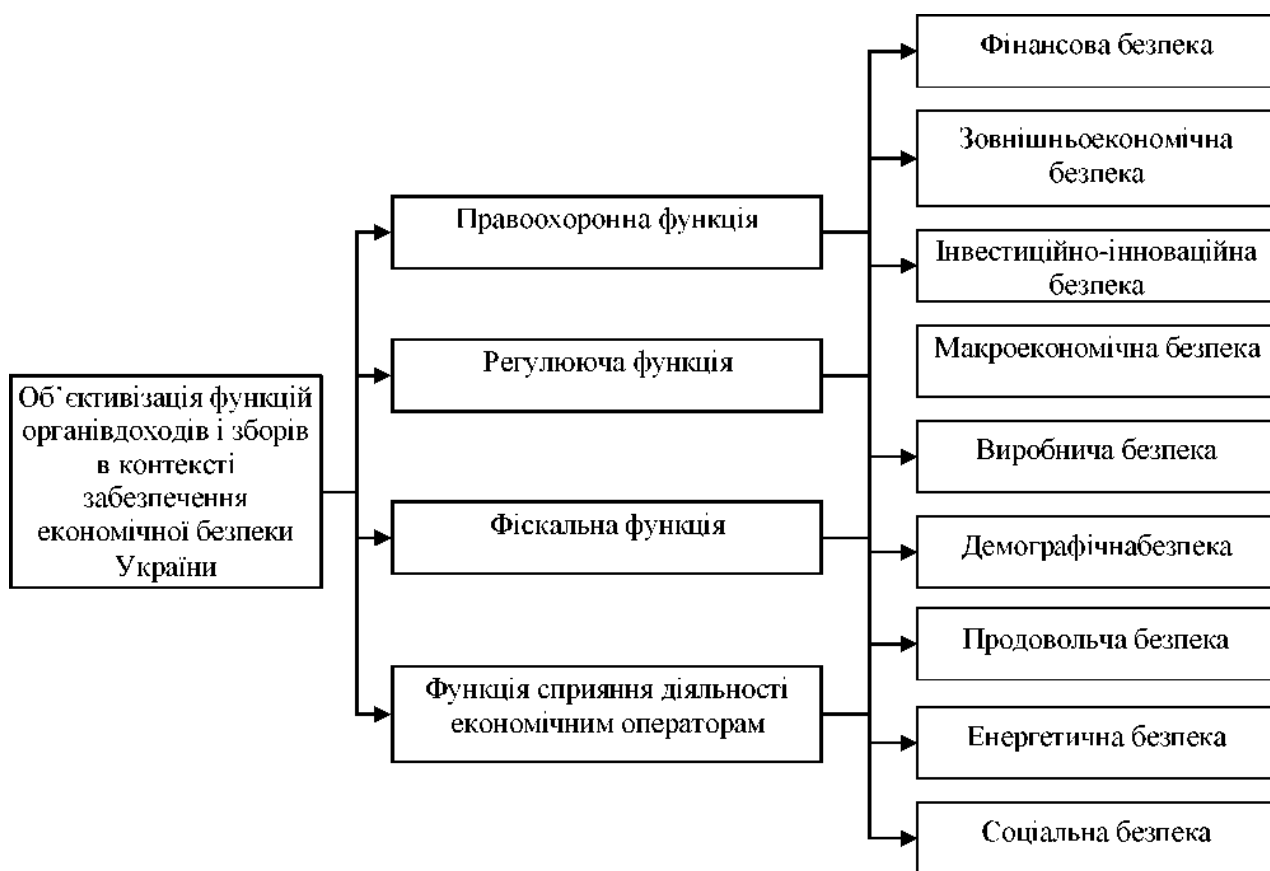 Об`єктивізація функцій
органівдоходів і зборів
в контексті
забезпечення
економічної безпеки
України
Правоохоронна функція
Регулююча функція
Фіскальна функція
Функція сприяння діяльності
економічним операторам
Фінансова безпека
Зовнішньоекономічна
безпека
Інвестиційно-інноваційна
безпека
Макроекономічна безпека
Виробнича безпека
Демографічнабезпека
Продовольча безпека
Енергетична безпека
Соціальна безпека